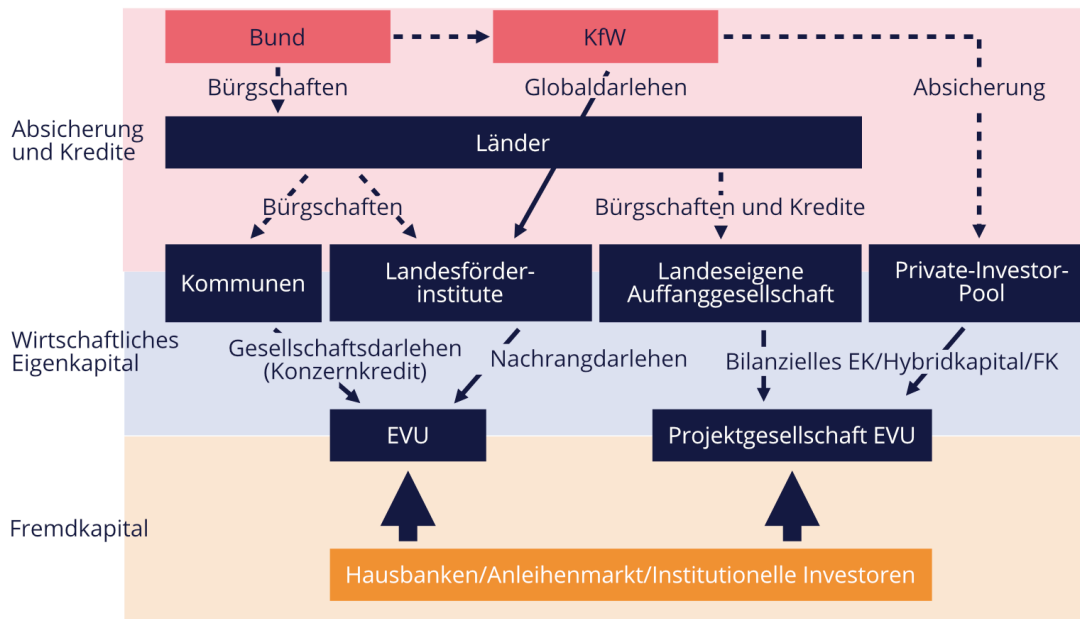 Bund
KfW
Bürgschaften
Globaldarlehen
Absicherung
Absicherung
und Kredite
Länder
Bürgschaften
Bürgschaften und Kredite
Kommunen
Landesförder-
institute
Landeseigene
Auffanggesellschaft
Private-Investor-
Pool
Wirtschaftliches
Eigenkapital
Gesellschaftsdarlehen
(Konzernkredit)
Nachrangdarlehen
Bilanzielles EK/Hybridkapital/FK
EVU
Projektgesellschaft EVU
Fremdkapital
Hausbanken/Anleihenmarkt/Institutionelle Investoren